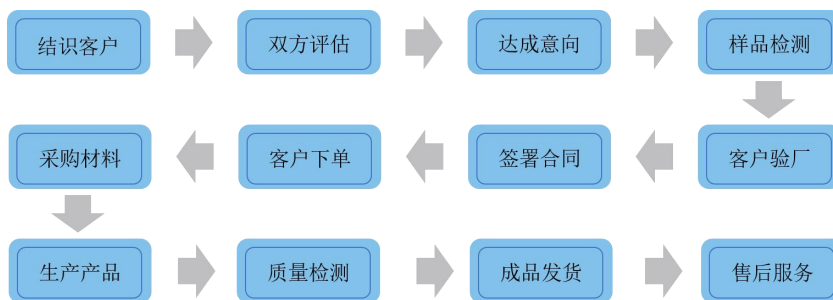 结识客户
双方评估
达成意向
样品检测
客户验厂
签署合同
客户下单
采购材料
生产产品
质量检测
成品发货
售后服务